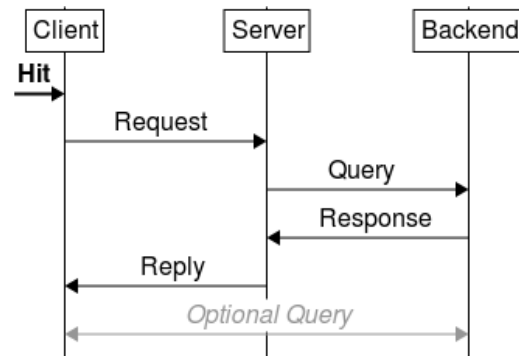 Client Server Backend
Hit
Request
Query
Response
Reply
Optional Query